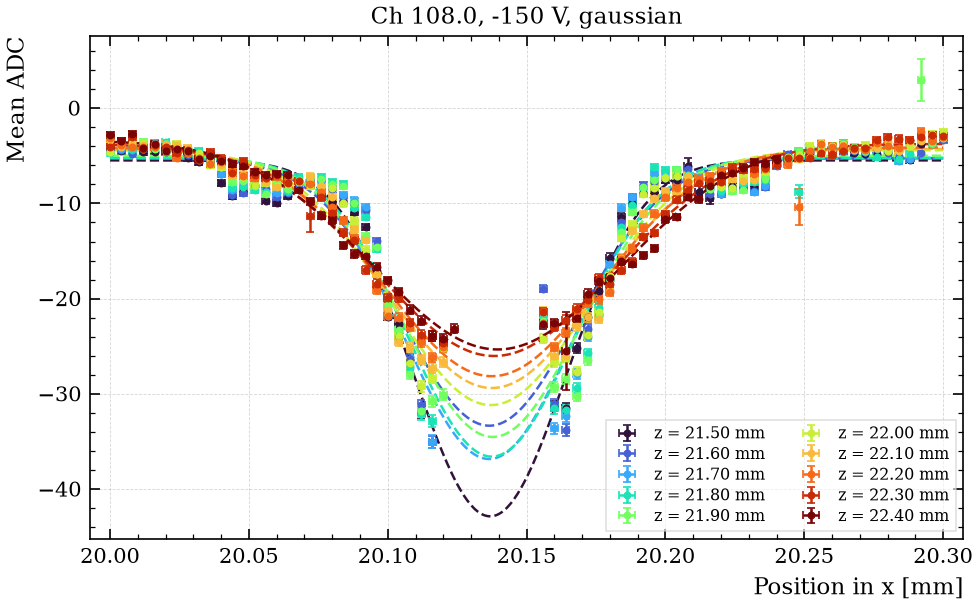 Ch 108.0, -150 V, gaussian
Mean ADC
0
−10
−20
−30
−40
z = 21.50 mm
z = 21.60 mm
z = 21.70 mm
z = 21.80 mm
z = 21.90 mm
z = 22.00 mm
z = 22.10 mm
z = 22.20 mm
z = 22.30 mm
z = 22.40 mm
20.00 20.05 20.10 20.15 20.20 20.25 20.30
Position in x [mm]